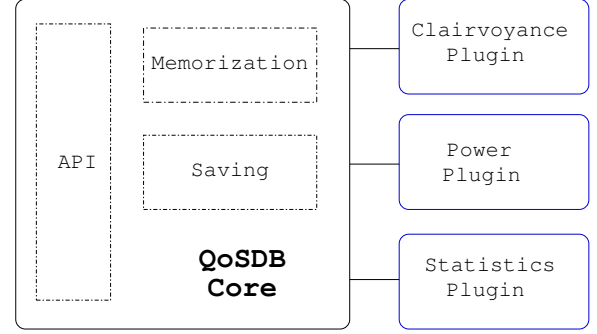 API
Memorization
Saving
QoSDB
Core
Clairvoyance
Plugin
Power
Plugin
Statistics
Plugin